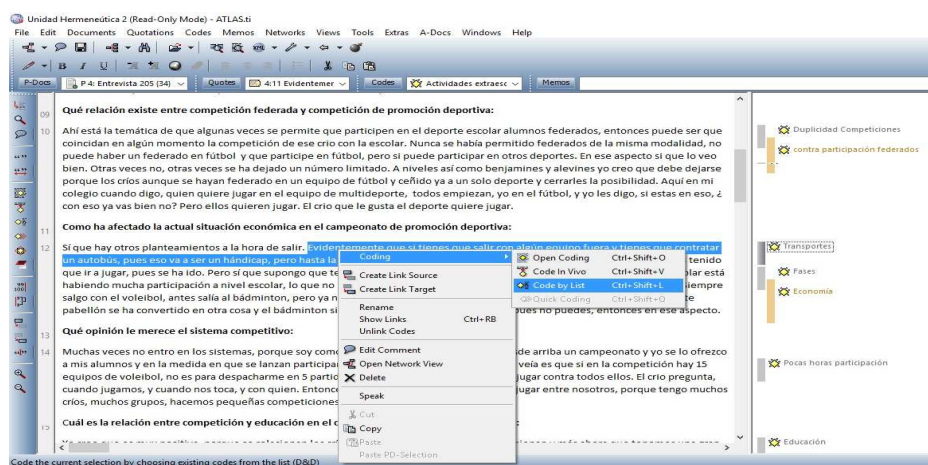 Unidad Hermeneútica 2 (Read-Only Mode) - ATLAS.ti
File Edit Documents Quotations Codes Memos Networks Views Tools Extras A-Docs Windows Help
B I U
P-Docs P 4: Entrevista 205 (34) Quotes 4:11 Evidentemer Codes Actividades extraesc Memos
09 Qué relación existe entre competición federada y competición de promoción deportiva:
10 Ahí está la temática de que algunas veces se permite que participen en el deporte escolar alumnos federados, entonces puede ser que
coincidan en algún momento la competición de ese crio con la escolar. Nunca se había permitido federados de la misma modalidad, no
puede haber un federado en fútbol y que participe en fútbol, pero si puede participar en otros deportes. En ese aspecto si que lo veo
bien. Otras veces no, otras veces se ha dejado un número limitado. A niveles así como benjamines y alevines yo creo que debe dejarse
porque los críos aunque se hayan federado en un equipo de fútbol y ceñido ya a un solo deporte y cerrarles la posibilidad. Aquí en mi
colegio cuando digo, quien quiere jugar en el equipo de multideporte, todos empiezan, yo en el fútbol, y yo les digo, si estas en eso, ¿
con eso ya vas bien no? Pero ellos quieren jugar. El crio que le gusta el deporte quiere jugar.
11 Como ha afectado la actual situación económica en el campeonato de promoción deportiva:
12 Sí que hay otros planteamientos a la hora de salir. Evidentemente que si tienes que salir con algún equipo fuera y tienes que contratar
un autobús, pues eso va a ser un hándicap, pero hasta la tenido
que ir a jugar, pues se ha ido. Pero sí que supongo que te lar está
habiendo mucha participación a nivel escolar, lo que no siempre
salgo con el voleibol, antes salía al bádminton, pero ya n te
pabellón se ha convertido en otra cosa y el bádminton si pues no puedes, entonces en ese aspecto.
13 Qué opinión le merece el sistema competitivo:
14 Muchas veces no entro en los sistemas, porque soy cono de arriba un campeonato y yo se lo ofrezco
a mis alumnos y en la medida en que se lanzan participar veía es que si en la competición hay 15
equipos de voleibol, no es para despacharme en 5 partic jugar contra todos ellos. El crio pregunta,
cuando jugamos, y cuando nos toca, y con quien. Entonce jugar entre nosotros, porque tengo muchos
críos, muchos grupos, hacemos pequeñas competiciones
15 Cuál es la relación entre competición y educación en el c :
Coding
Create Link Source
Create Link Target
Rename
Show Links Ctrl+RB
Unlink Codes
Edit Comment
Open Network View
Delete
Speak
Cut
Copy
Paste
Paste PD-Selection
Open Coding Ctrl+Shift+O
Code In Vivo Ctrl+Shift+V
Code by List Ctrl+Shift+L
Quick Coding Ctrl+Shift+Q
Duplicidad Competiciones
contra participación federados
Transportes
Fases
Economía
Pocas horas participación
Educación
Code the current selection by choosing existing codes from the list (D&D)